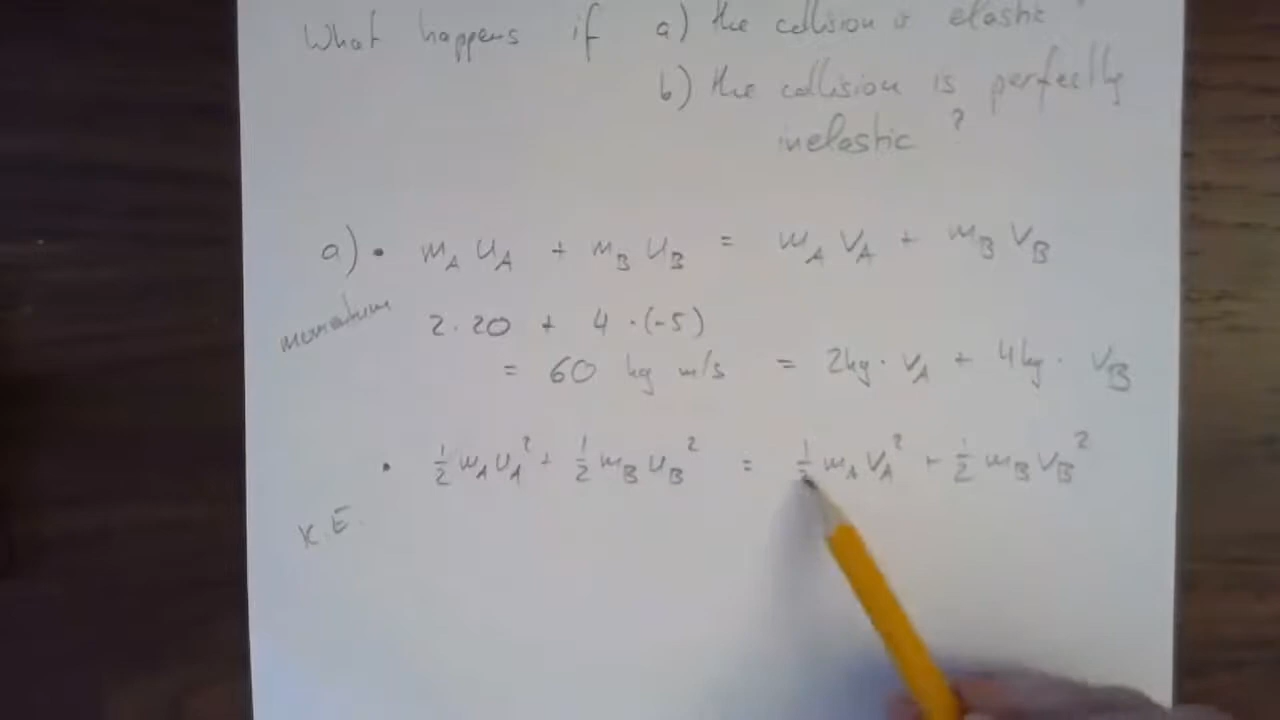 What happens if a) the collision is elastic ?
b) the collision is perfectly
inelastic ?
a) • m_A u_A + m_B u_B = m_A v_A + m_B v_B
momentum
2 · 20 + 4 · (-5)
= 60 kg m/s = 2kg · v_A + 4kg · v_B
• 1/2 m_A u_A² + 1/2 m_B u_B² = 1/2 m_A v_A² + 1/2 m_B v_B²
K.E.